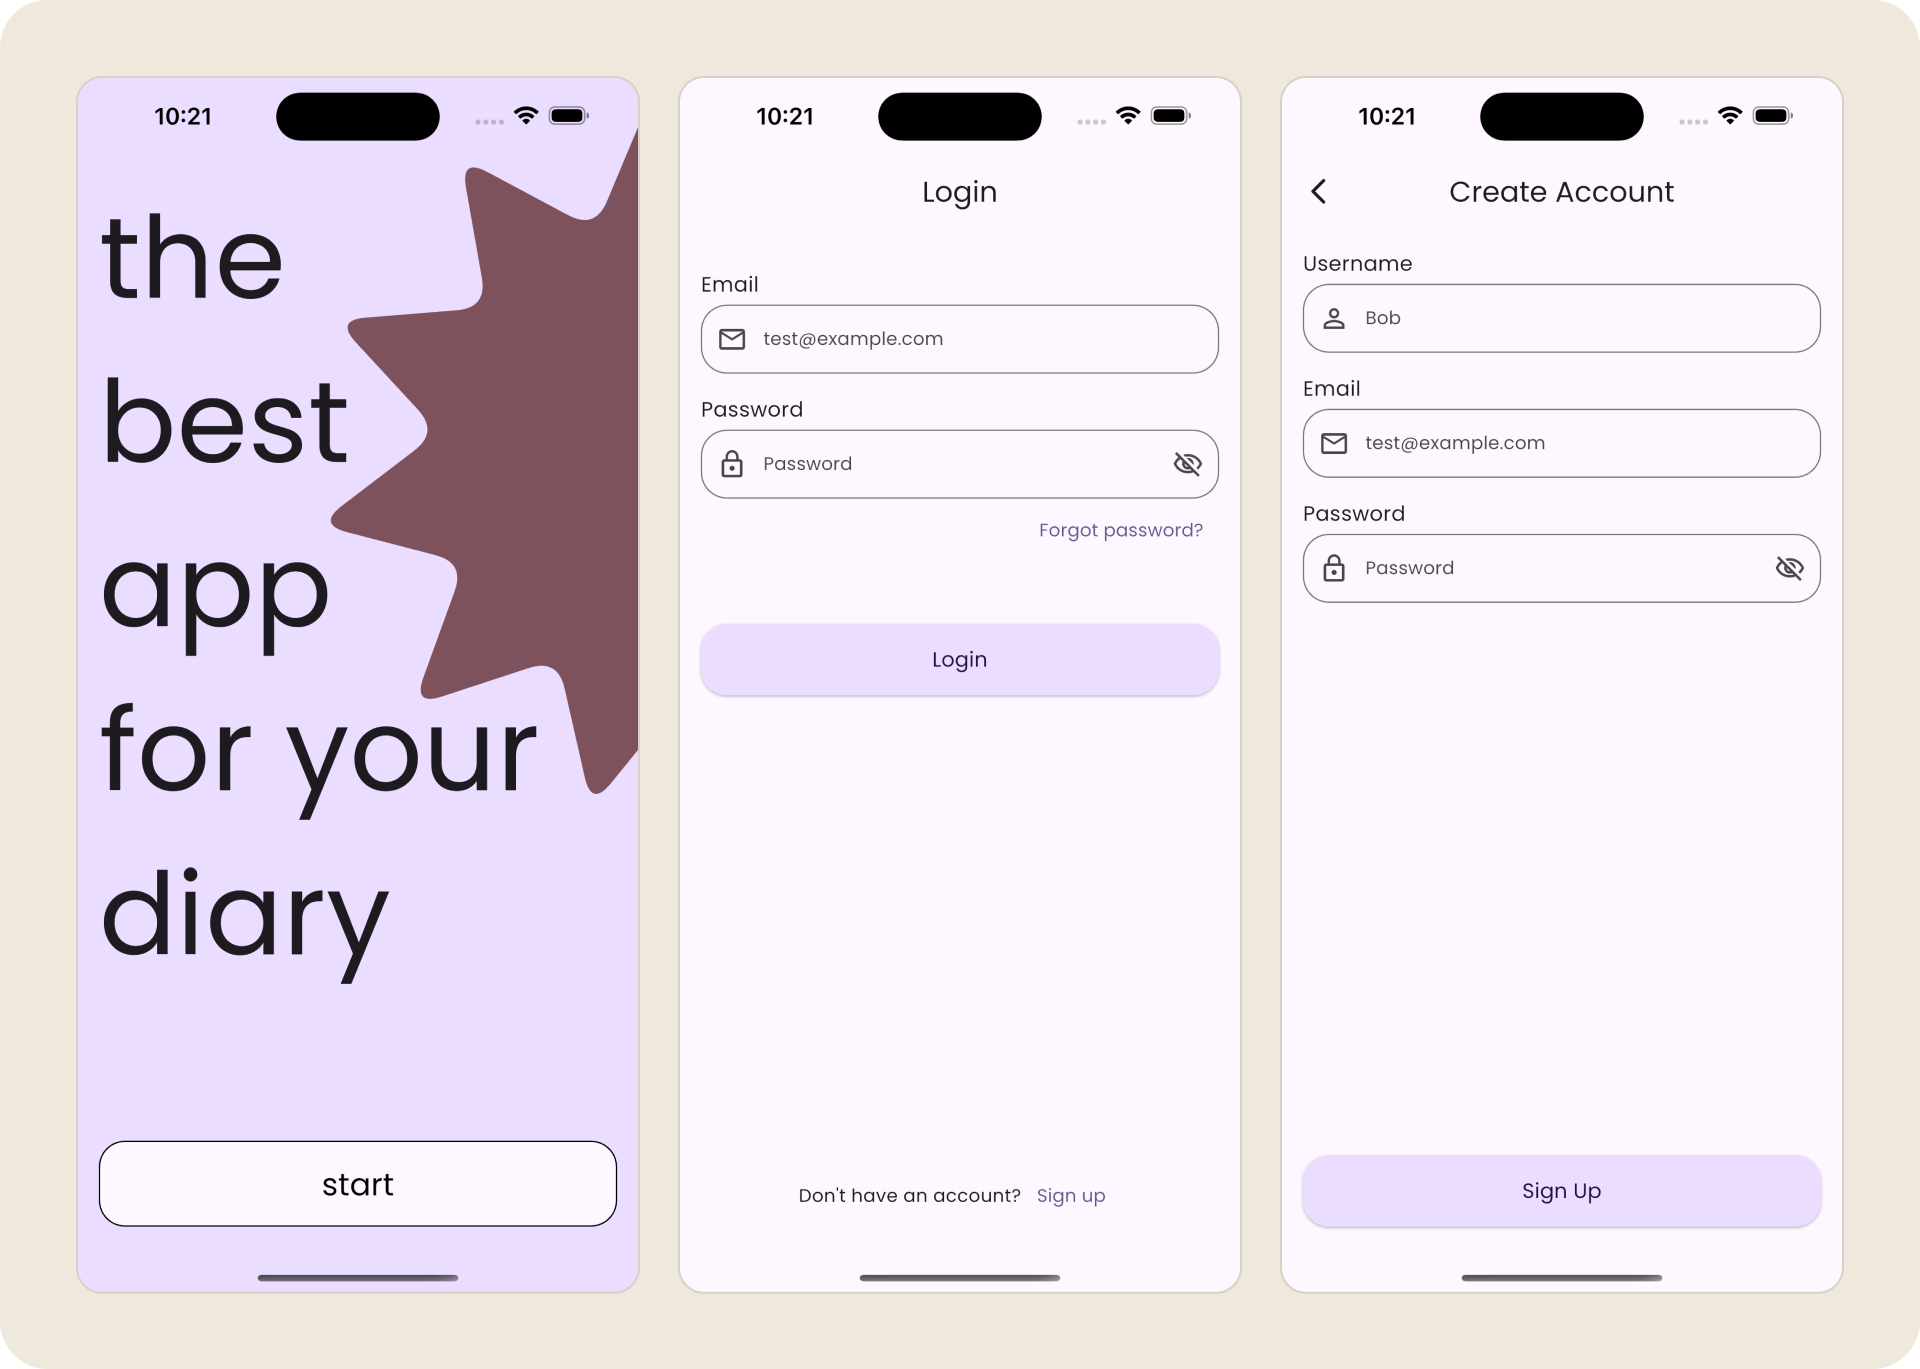 10:21
the
best
app
for your
diary
start
10:21
Login
Email
test@example.com
Password
Password
Forgot password?
Login
Don't have an account? Sign up
10:21
Create Account
Username
Bob
Email
test@example.com
Password
Password
Sign Up